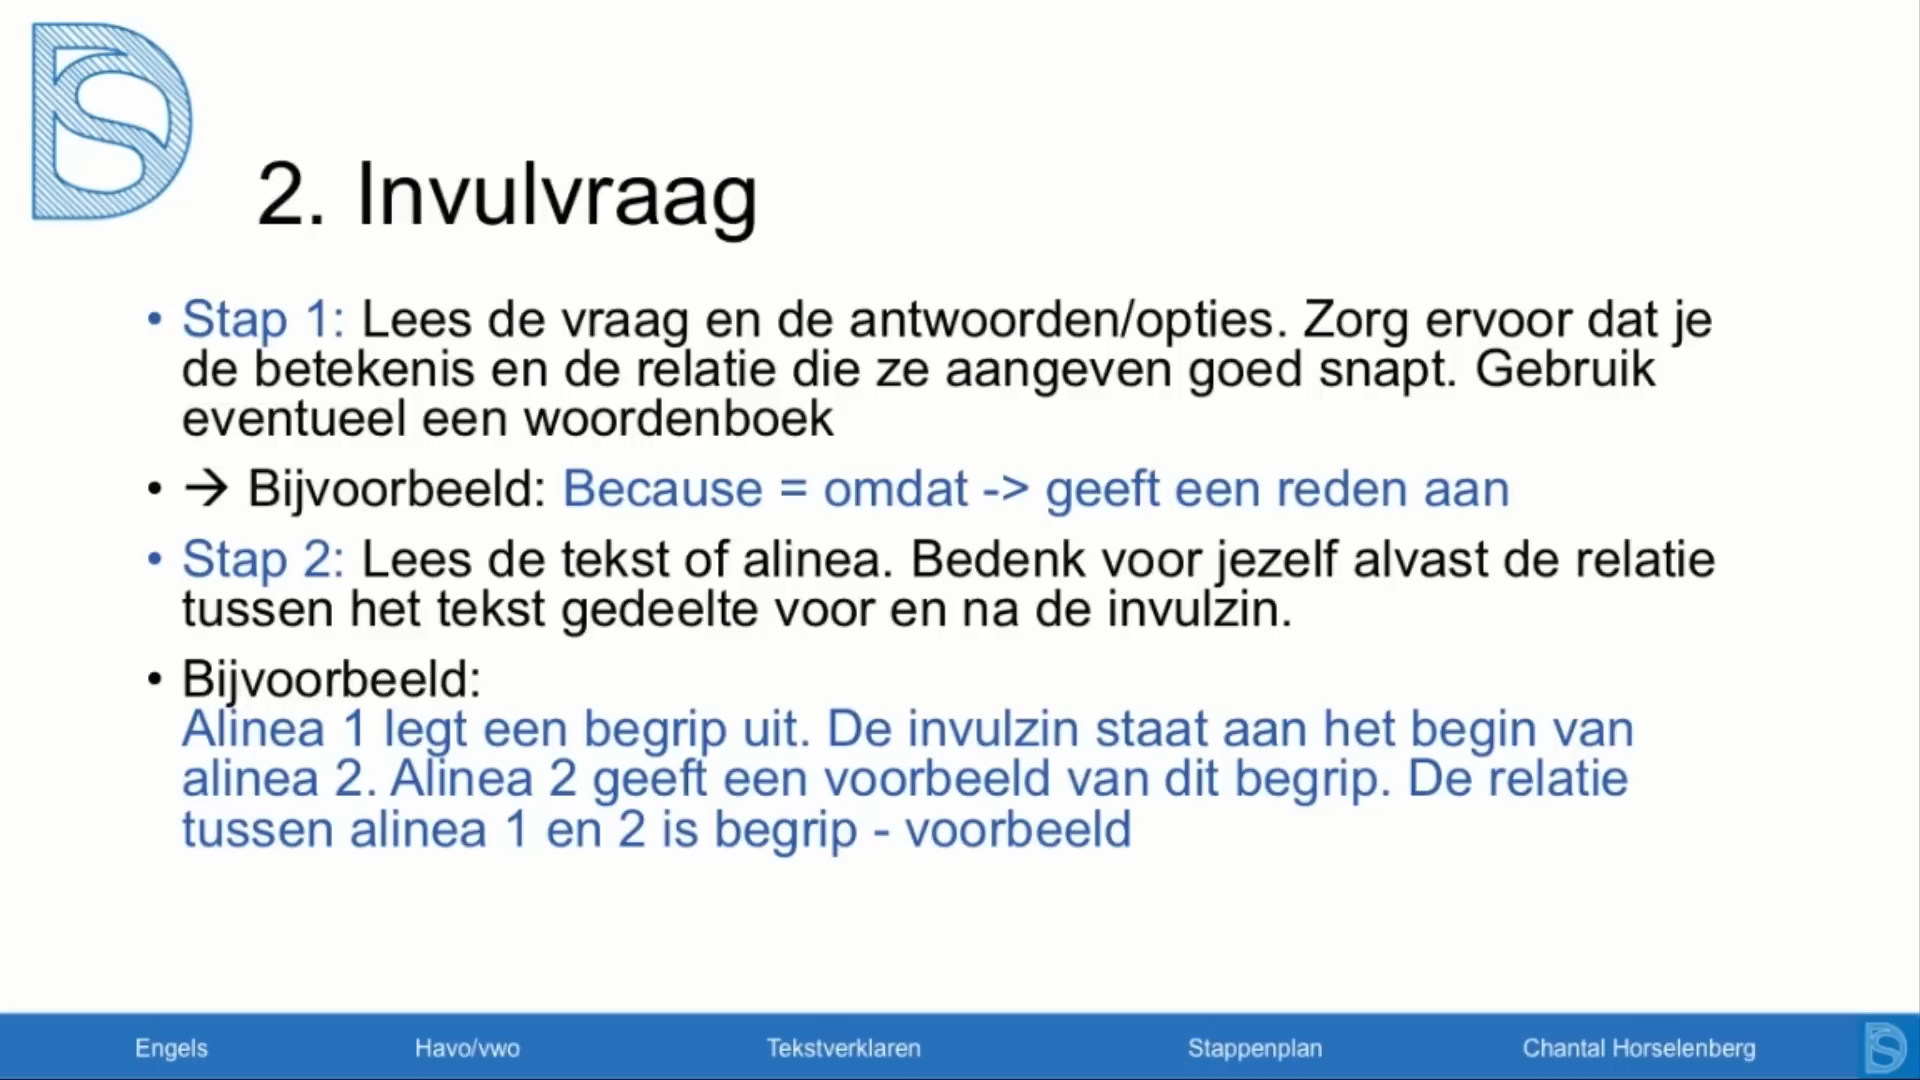 2. Invulvraag
• Stap 1: Lees de vraag en de antwoorden/opties. Zorg ervoor dat je
de betekenis en de relatie die ze aangeven goed snapt. Gebruik
eventueel een woordenboek
• → Bijvoorbeeld: Because = omdat -> geeft een reden aan
• Stap 2: Lees de tekst of alinea. Bedenk voor jezelf alvast de relatie
tussen het tekst gedeelte voor en na de invulzin.
• Bijvoorbeeld:
Alinea 1 legt een begrip uit. De invulzin staat aan het begin van
alinea 2. Alinea 2 geeft een voorbeeld van dit begrip. De relatie
tussen alinea 1 en 2 is begrip - voorbeeld
Engels Havo/vwo Tekstverklaren Stappenplan Chantal Horselenberg